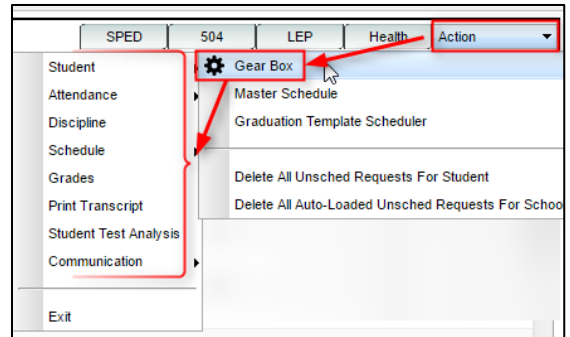 SPED 504 LEP Health Action
Student
Attendance
Discipline
Schedule
Grades
Print Transcript
Student Test Analysis
Communication
Exit
Gear Box
Master Schedule
Graduation Template Scheduler
Delete All Unsched Requests For Student
Delete All Auto-Loaded Unsched Requests For Schoo